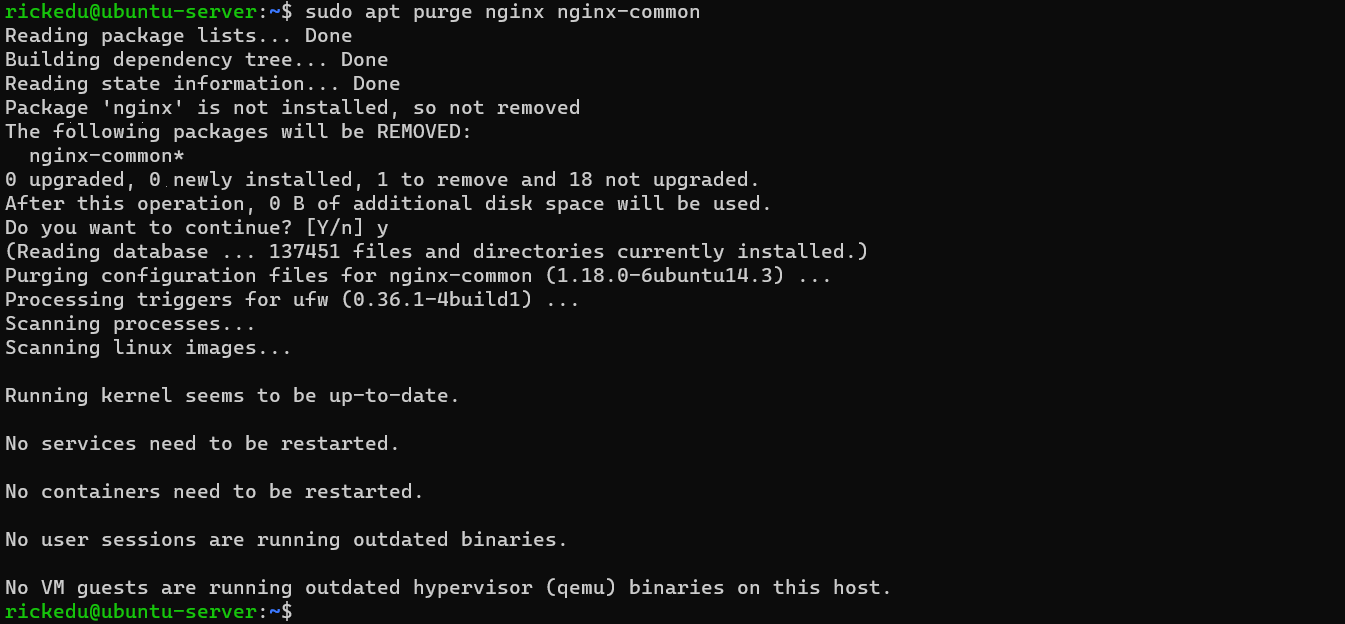 rickedu@ubuntu-server:~$ sudo apt purge nginx nginx-common
Reading package lists... Done
Building dependency tree... Done
Reading state information... Done
Package 'nginx' is not installed, so not removed
The following packages will be REMOVED:
  nginx-common*
0 upgraded, 0 newly installed, 1 to remove and 18 not upgraded.
After this operation, 0 B of additional disk space will be used.
Do you want to continue? [Y/n] y
(Reading database ... 137451 files and directories currently installed.)
Purging configuration files for nginx-common (1.18.0-6ubuntu14.3) ...
Processing triggers for ufw (0.36.1-4build1) ...
Scanning processes...
Scanning linux images...
Running kernel seems to be up-to-date.
No services need to be restarted.
No containers need to be restarted.
No user sessions are running outdated binaries.
No VM guests are running outdated hypervisor (qemu) binaries on this host.
rickedu@ubuntu-server:~$